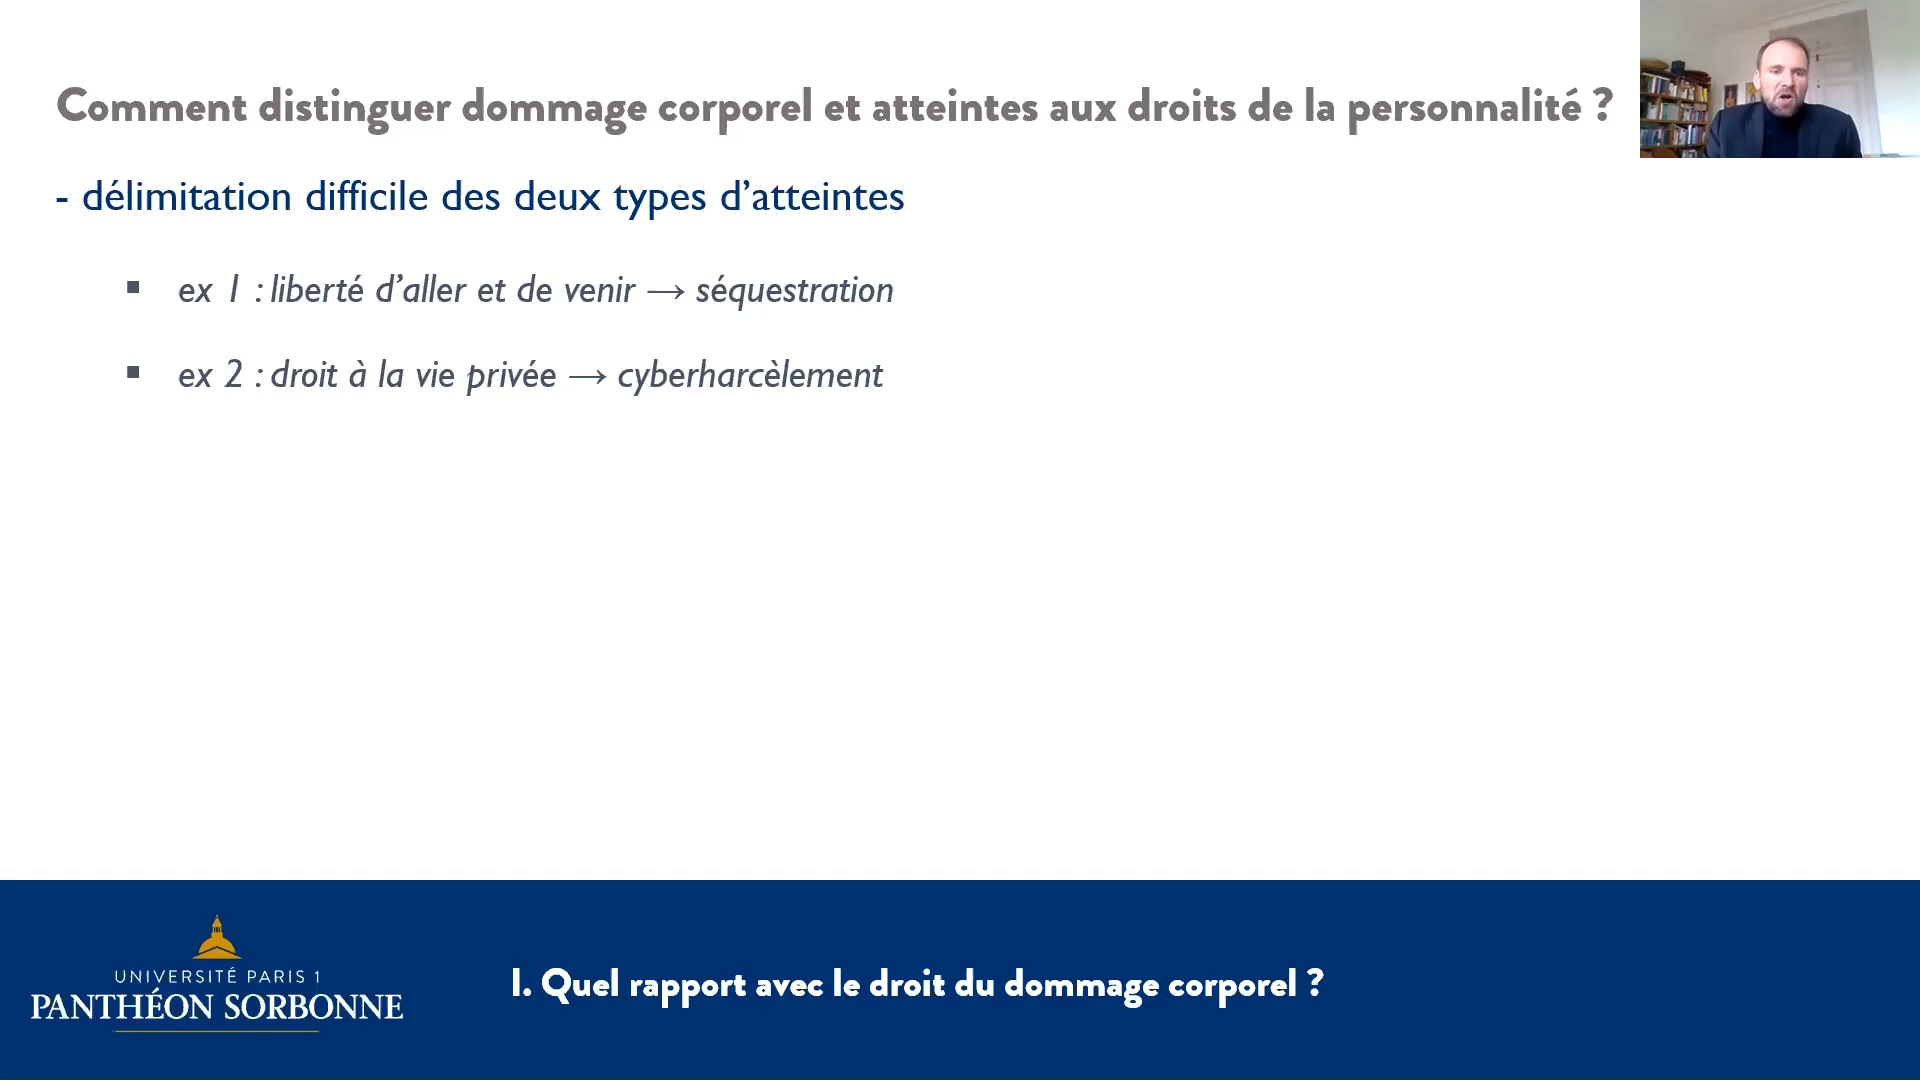 Comment distinguer dommage corporel et atteintes aux droits de la personnalité ?
- délimitation difficile des deux types d’atteintes
▪ ex 1 : liberté d’aller et de venir → séquestration
▪ ex 2 : droit à la vie privée → cyberharcèlement
UNIVERSITÉ PARIS 1
PANTHÉON SORBONNE
I. Quel rapport avec le droit du dommage corporel ?